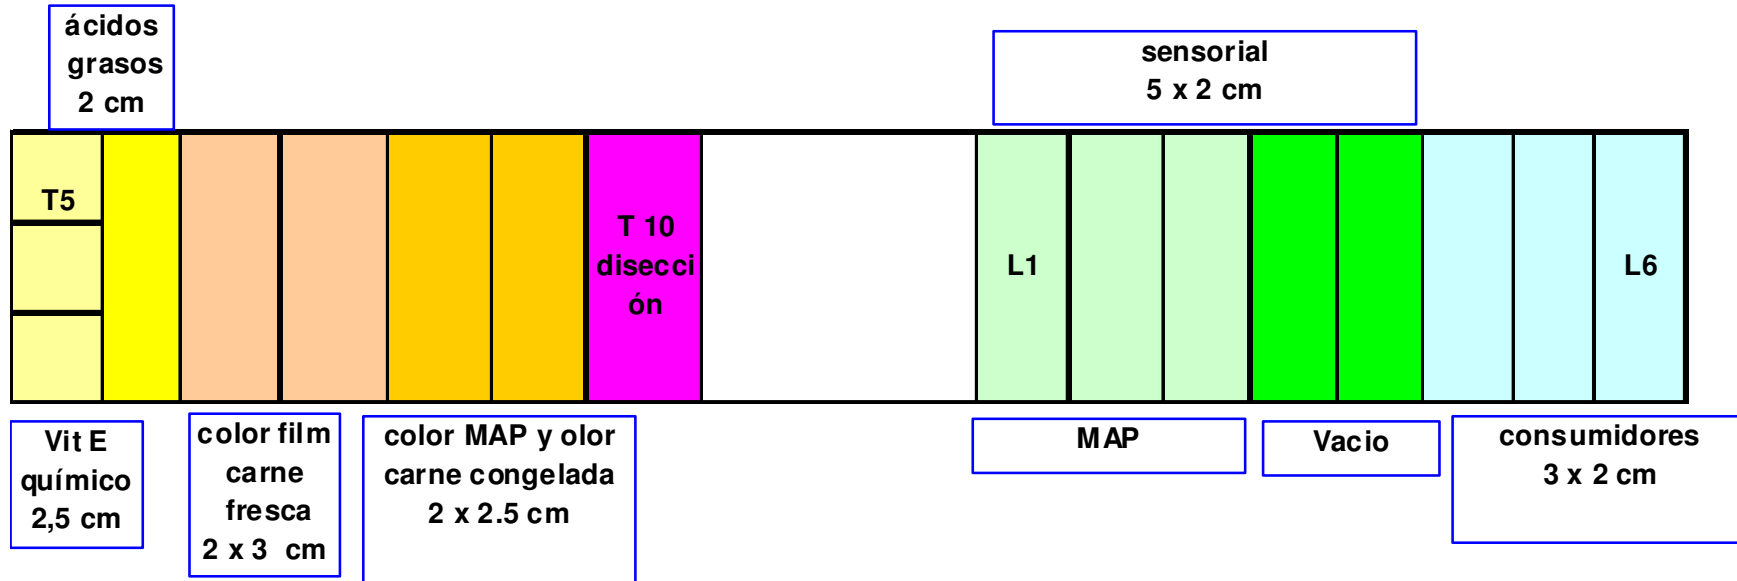 ácidos
grasos
2 cm
sensorial
5 x 2 cm
T5
T 10
disecci
ón
L1
L6
Vit E
químico
2,5 cm
color film
carne
fresca
2 x 3 cm
color MAP y olor
carne congelada
2 x 2.5 cm
MAP
Vacio
consumidores
3 x 2 cm